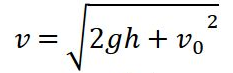 v = √(2gh + v₀²)